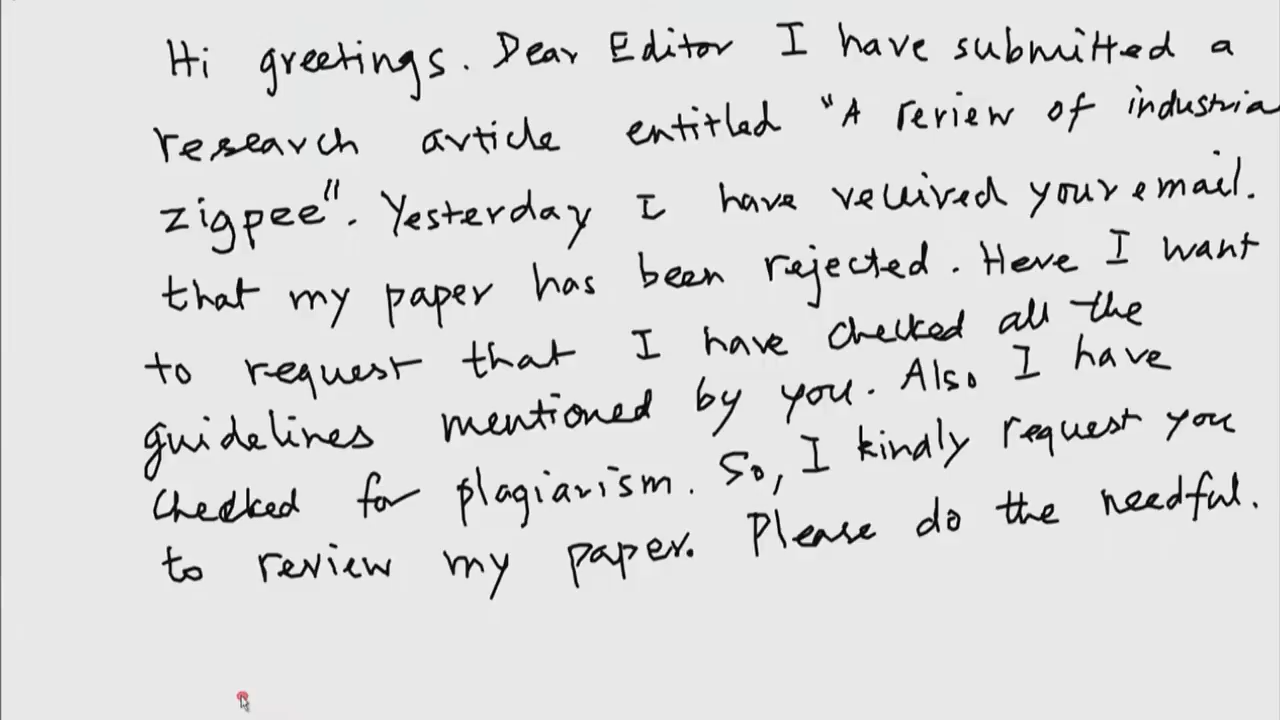 Hi greetings. Dear Editor I have submitted a
research article entitled "A review of industria
zigpee". Yesterday I have received your email.
that my paper has been rejected. Here I want
to request that I have checked all the
guidelines mentioned by you. Also I have
checked for plagiarism. So, I kindly request you
to review my paper. Please do the needful.